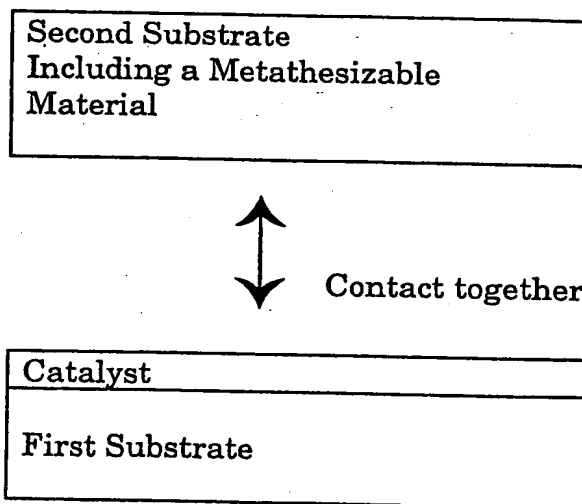 Second Substrate
Including a Metathesizable
Material
Contact together
Catalyst
First Substrate